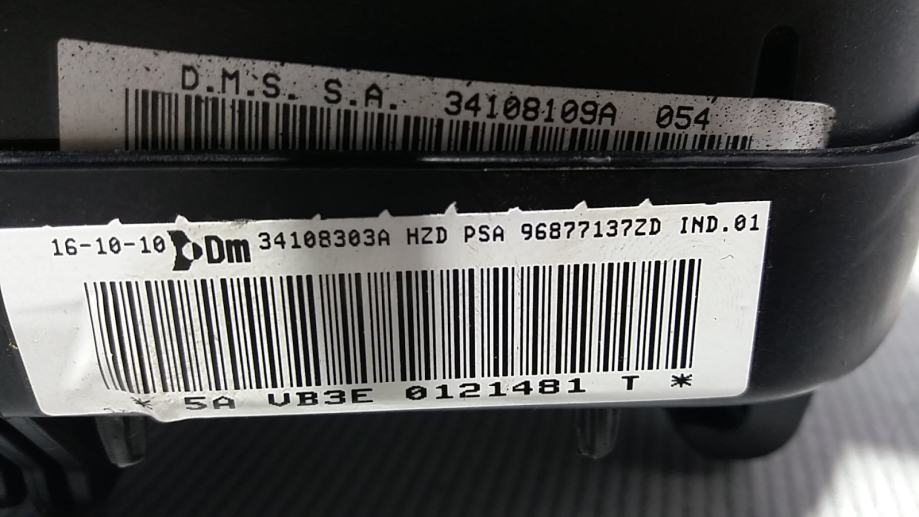 D.M.S. S.A. 34108109A 054
16-10-10 Dm 34108303A HZD PSA 96877137ZD IND.01
* 5A VB3E 0121481 T *